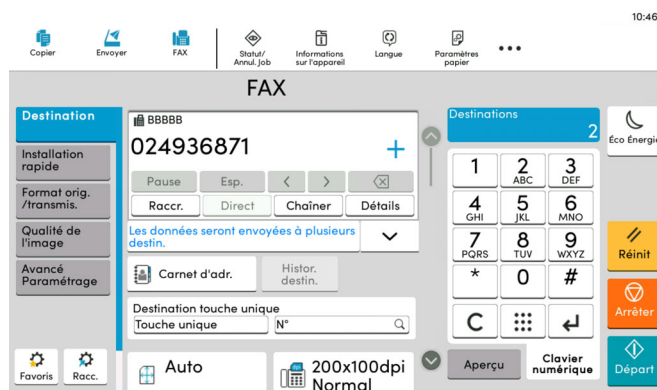 10:46
Copier
Envoyer
FAX
Statut/
Annul. Job
Informations
sur l'appareil
Langue
Paramètres
papier
FAX
Destination
Installation
rapide
Format orig.
/transmis.
Qualité de
l'image
Avancé
Paramétrage
Favoris
Racc.
BBBBB
024936871
Pause
Esp.
Raccr.
Direct
Chaîner
Détails
Les données seront envoyées à plusieurs
destin.
Carnet d'adr.
Histor.
destin.
Destination touche unique
Touche unique
N°
Auto
200x100dpi
Normal
Destinations
2
1
2
ABC
3
DEF
4
GHI
5
JKL
6
MNO
7
PQRS
8
TUV
9
WXYZ
*
0
#
C
Aperçu
Clavier
numérique
Éco Énergie
Réinit
Arrêter
Départ